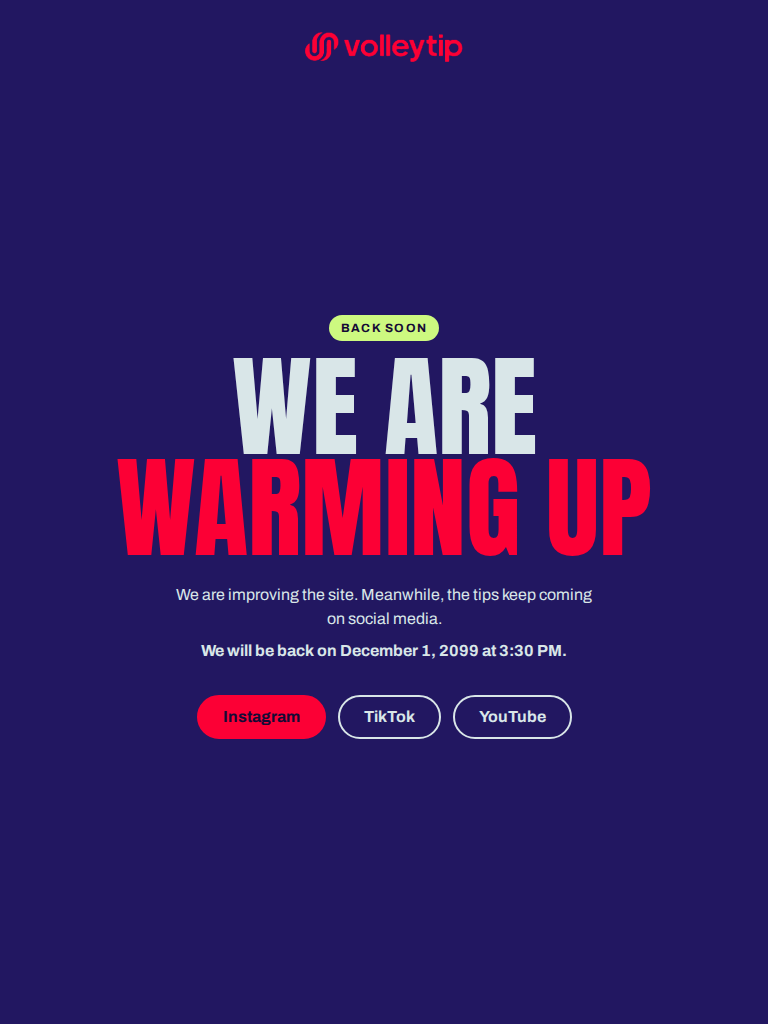 volleytip
BACK SOON
WE ARE
WARMING UP
We are improving the site. Meanwhile, the tips keep coming
on social media.
We will be back on December 1, 2099 at 3:30 PM.
Instagram
TikTok
YouTube